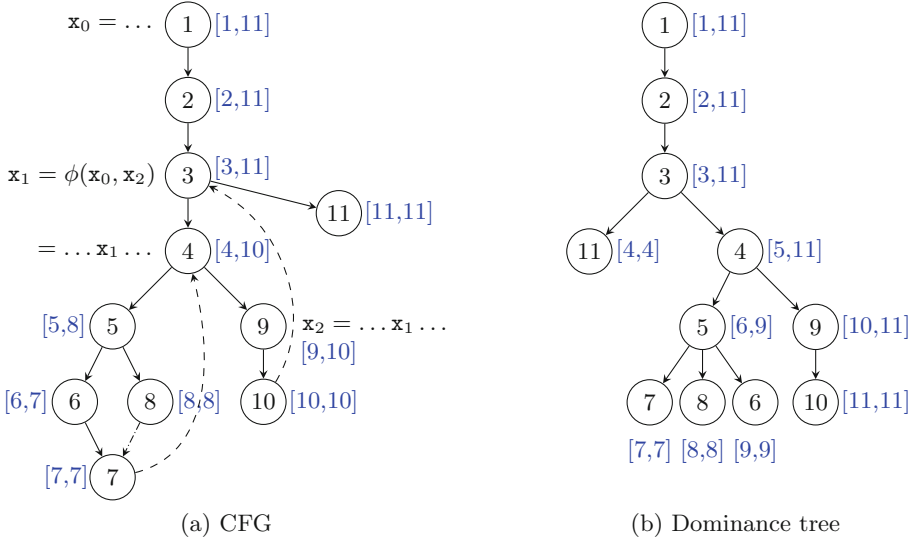 x₀ = ... 1 [1,11]
2 [2,11]
x₁ = ϕ(x₀, x₂) 3 [3,11]
11 [11,11]
= ... x₁ ... 4 [4,10]
[5,8] 5
9 x₂ = ... x₁ ...
[9,10]
[6,7] 6
8 [8,8]
10 [10,10]
[7,7] 7
(a) CFG
1 [1,11]
2 [2,11]
3 [3,11]
11 [4,4]
4 [5,11]
5 [6,9]
9 [10,11]
7 8 6
10 [11,11]
[7,7] [8,8] [9,9]
(b) Dominance tree